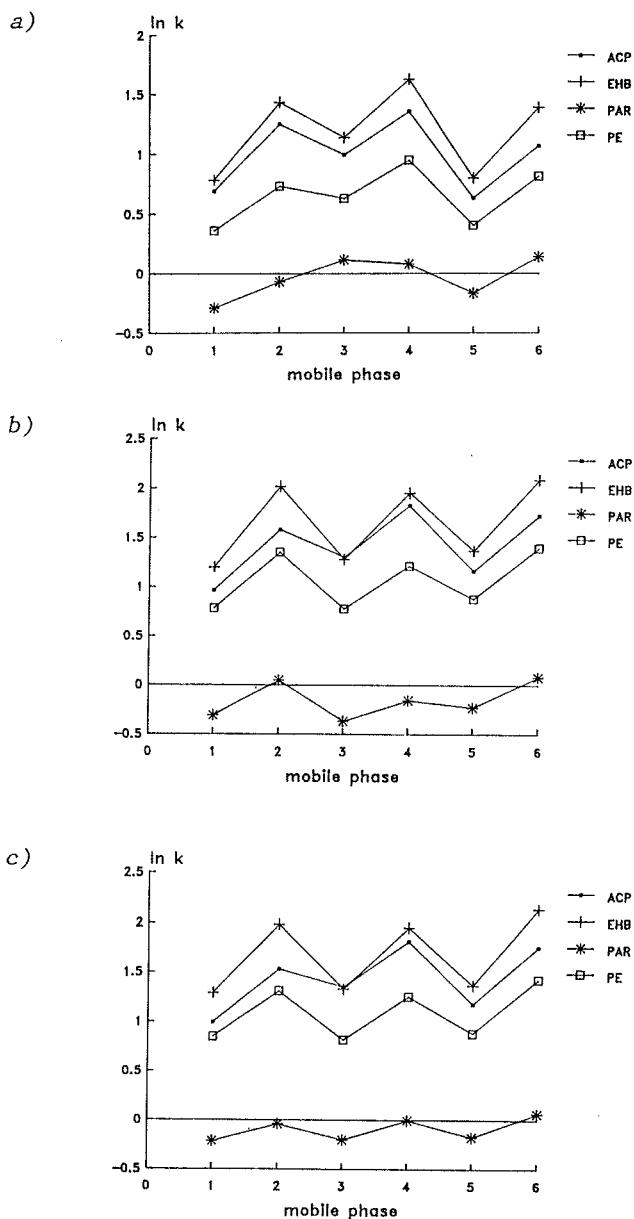 a)
ln k
2
1.5
1
0.5
0
-0.5
0 1 2 3 4 5 6
mobile phase
ACP
EHB
PAR
PE
b)
ln k
2.5
2
1.5
1
0.5
0
-0.5
0 1 2 3 4 5 6
mobile phase
ACP
EHB
PAR
PE
c)
ln k
2.5
2
1.5
1
0.5
0
-0.5
0 1 2 3 4 5 6
mobile phase
ACP
EHB
PAR
PE